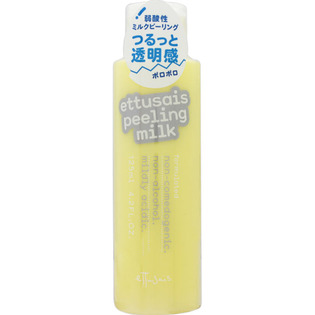 弱酸性
ミルクピーリング
つるっと
透明感
ポロポロ
ettusais
peeling
milk
non-comedogenic.
non-alcohol.
mildly acidic.
ettusais